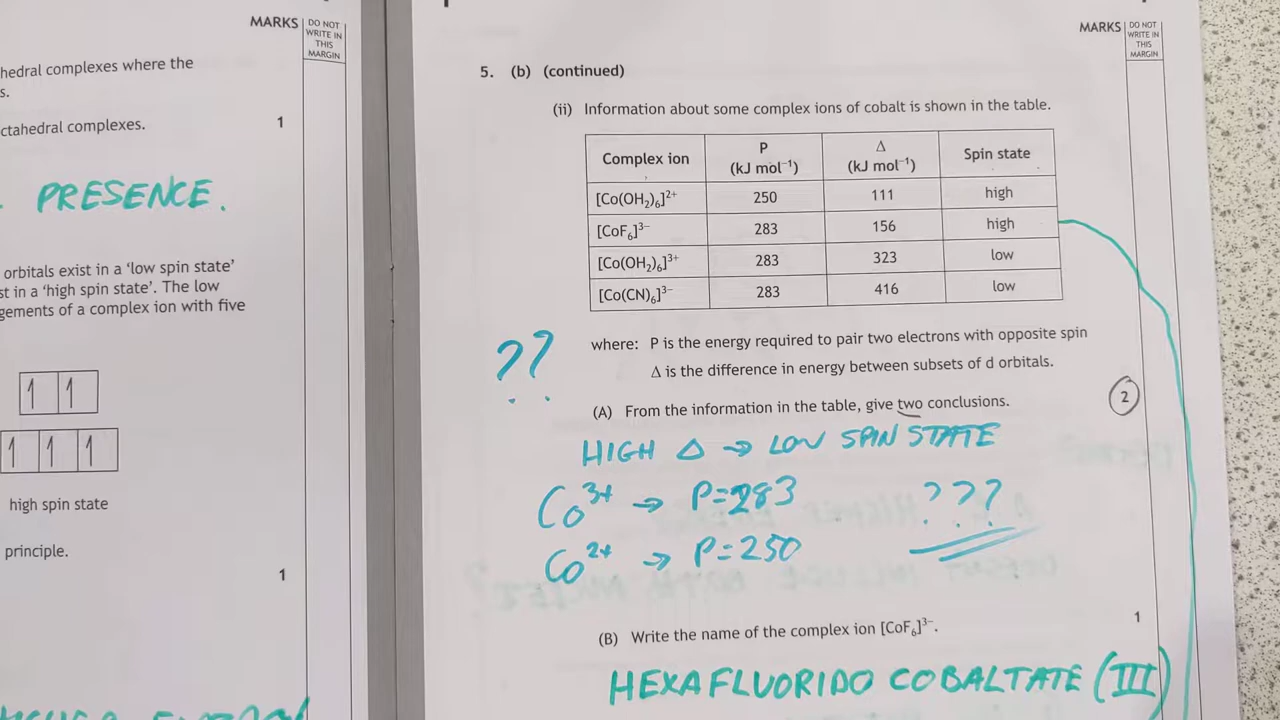 MARKS
DO NOT
WRITE IN
THIS
MARGIN
hedral complexes where the
s.
ctahedral complexes.
1
PRESENCE.
orbitals exist in a ‘low spin state’
st in a ‘high spin state’. The low
gements of a complex ion with five
1 1
1 1 1
high spin state
principle.
1
MARKS
DO NOT
WRITE IN
THIS
MARGIN
5. (b) (continued)
(ii) Information about some complex ions of cobalt is shown in the table.
Complex ion P (kJ mol⁻¹) Δ (kJ mol⁻¹) Spin state
[Co(OH₂)₆]²⁺ 250 111 high
[CoF₆]³⁻ 283 156 high
[Co(OH₂)₆]³⁺ 283 323 low
[Co(CN)₆]³⁻ 283 416 low
??
where: P is the energy required to pair two electrons with opposite spin
Δ is the difference in energy between subsets of d orbitals.
(A) From the information in the table, give two conclusions.
2
HIGH Δ → LOW SPIN STATE
Co³⁺ → P=283 ???
Co²⁺ → P=250
(B) Write the name of the complex ion [CoF₆]³⁻.
1
HEXAFLUORIDO COBALTATE (III)